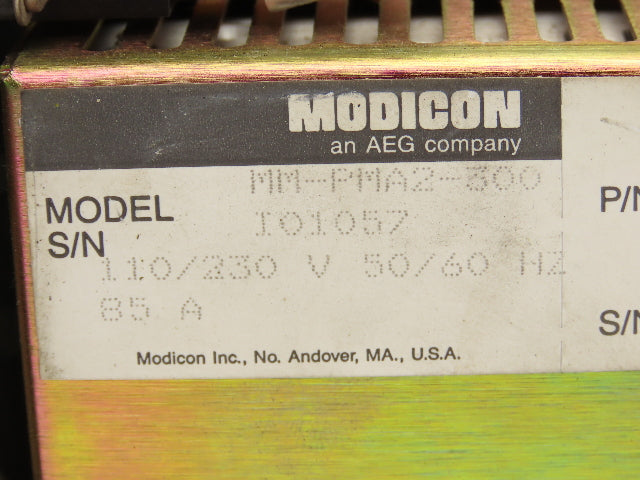 MODICON
an AEG company
MODEL MM-PMA2-300
S/N I01057
110/230 V 50/60 HZ
85 A
Modicon Inc., No. Andover, MA., U.S.A.
P/N
S/N